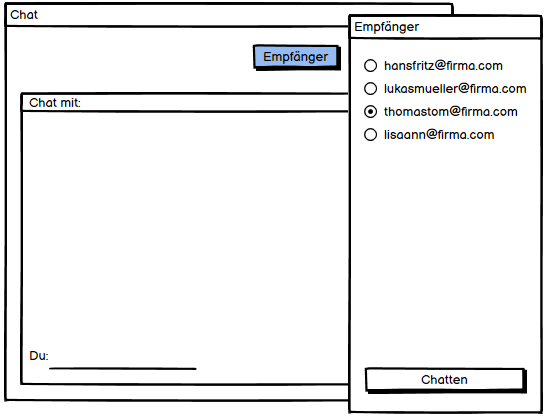 Chat
Empfänger
Chat mit:
Du:
Empfänger
hansfritz@firma.com
lukasmueller@firma.com
thomastom@firma.com
lisaann@firma.com
Chatten